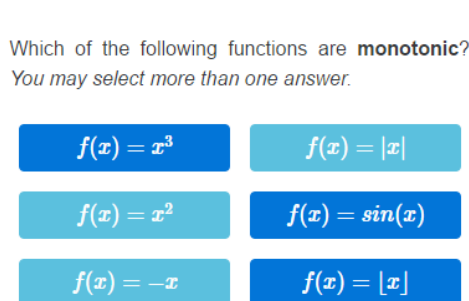 Which of the following functions are monotonic?
You may select more than one answer.
f(x) = x³
f(x) = |x|
f(x) = x²
f(x) = sin(x)
f(x) = −x
f(x) = ⌊x⌋